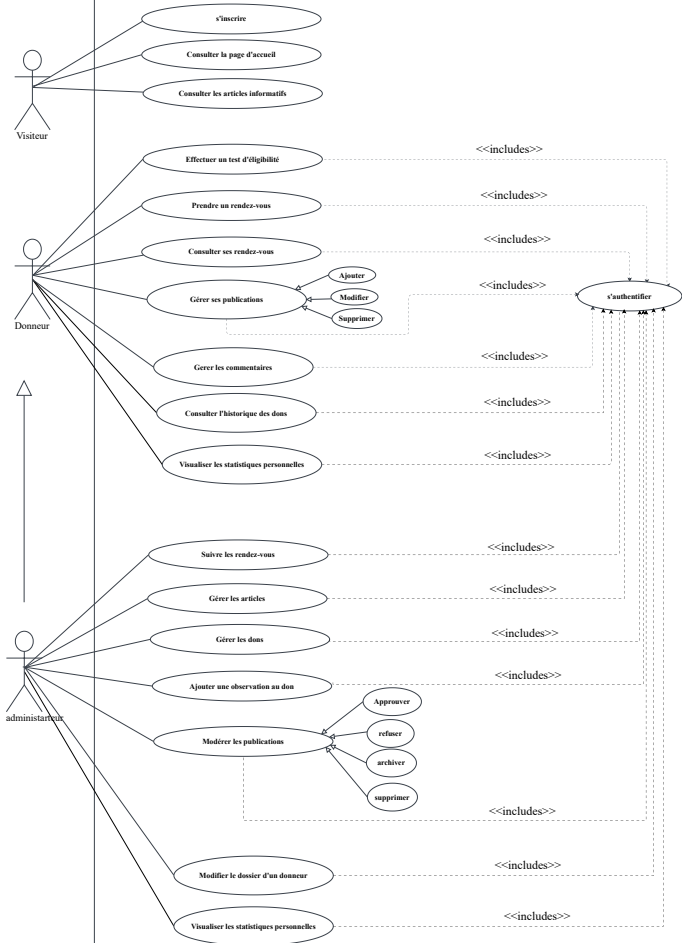 s'inscrire
Consulter la page d'accueil
Consulter les articles informatifs
Visiteur
Effectuer un test d'éligibilité
<<includes>>
Prendre un rendez-vous
<<includes>>
Consulter ses rendez-vous
<<includes>>
Ajouter
Gérer ses publications
Modifier
Supprimer
<<includes>>
s'authentifier
Donneur
Gerer les commentaires
<<includes>>
Consulter l'historique des dons
<<includes>>
Visualiser les statistiques personnelles
<<includes>>
Suivre les rendez-vous
<<includes>>
Gérer les articles
<<includes>>
Gérer les dons
<<includes>>
Ajouter une observation au don
<<includes>>
administarteur
Approuver
Modérer les publications
refuser
archiver
supprimer
<<includes>>
Modifier le dossier d'un donneur
<<includes>>
Visualiser les statistiques personnelles
<<includes>>